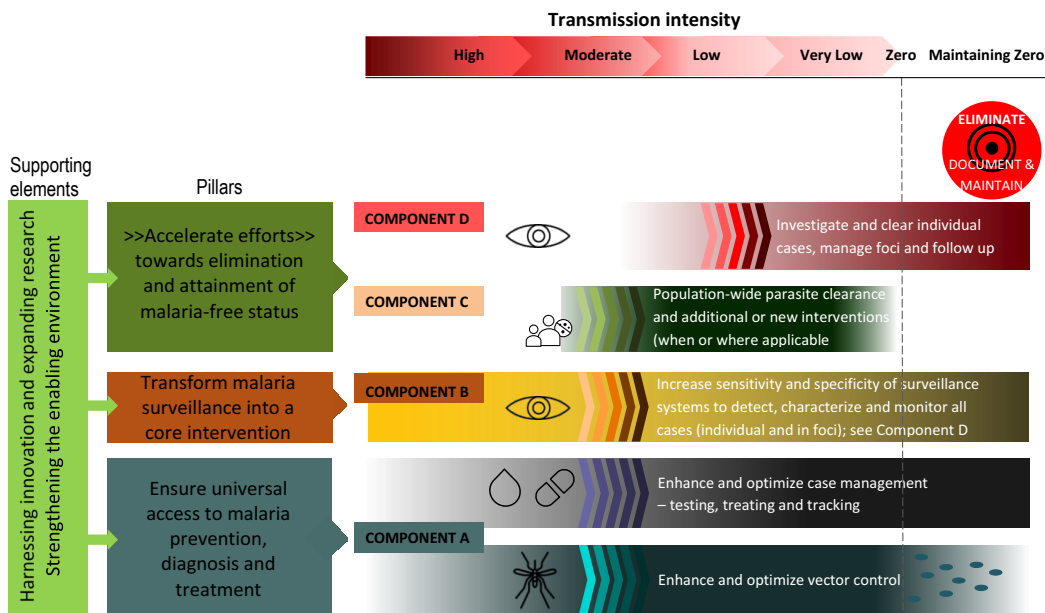 Transmission intensity
High
Moderate
Low
Very Low
Zero
Maintaining Zero
ELIMINATE
DOCUMENT &
MAINTAIN
Supporting
elements
Pillars
Harnessing innovation and expanding research
Strengthening the enabling environment
>>Accelerate efforts>>
towards elimination
and attainment of
malaria-free status
COMPONENT D
Investigate and clear individual
cases, manage foci and follow up
COMPONENT C
Population-wide parasite clearance
and additional or new interventions
(when or where applicable
Transform malaria
surveillance into a
core intervention
COMPONENT B
Increase sensitivity and specificity of surveillance
systems to detect, characterize and monitor all
cases (individual and in foci); see Component D
Ensure universal
access to malaria
prevention,
diagnosis and
treatment
COMPONENT A
Enhance and optimize case management
– testing, treating and tracking
Enhance and optimize vector control